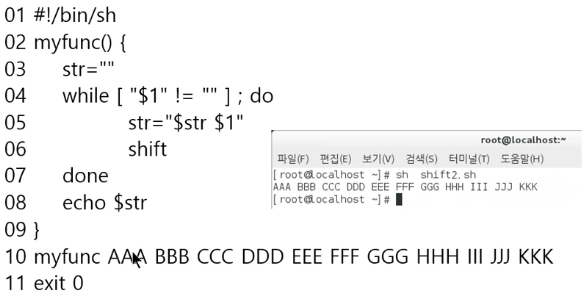 01 #!/bin/sh
02 myfunc() {
03 str=""
04 while [ "$1" != "" ] ; do
05 str="$str $1"
06 shift
07 done
08 echo $str
09 }
10 myfunc AAA BBB CCC DDD EEE FFF GGG HHH III JJJ KKK
11 exit 0
root@localhost:~
파일(F) 편집(E) 보기(V) 검색(S) 터미널(T) 도움말(H)
[root@localhost ~]# sh shift2.sh
AAA BBB CCC DDD EEE FFF GGG HHH III JJJ KKK
[root@localhost ~]#